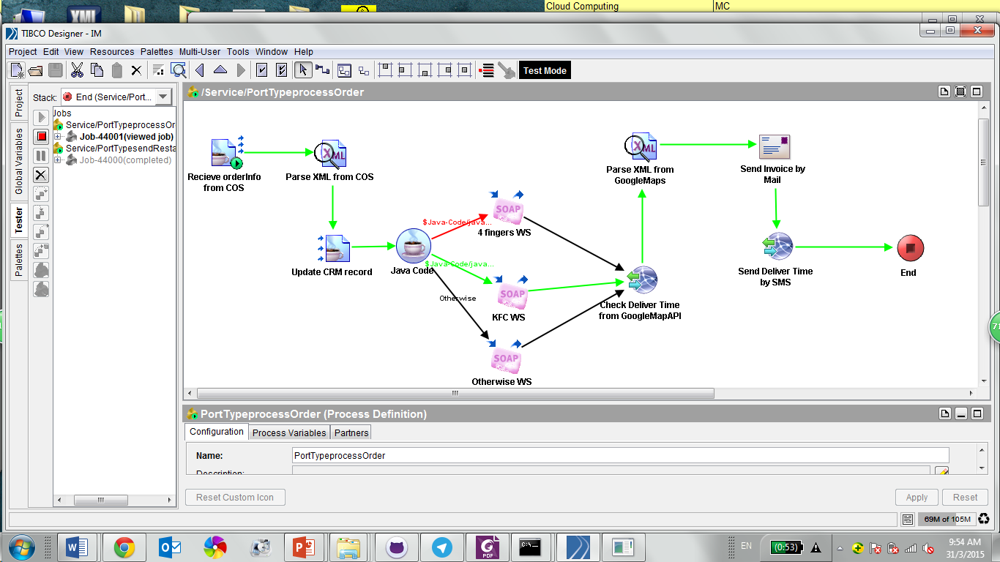 Cloud Computing
MC
XML
TIBCO Designer - IM
Project Edit View Resources Palettes Multi-User Tools Window Help
Test Mode
Project
Global Variables
Tester
Palettes
Stack:
End (Service/Port...
Jobs
Service/PortTypeprocessOr
Job-44001(viewed job)
Service/PortTypesendResta
Job-44000(completed)
/Service/PortTypeprocessOrder
Recieve orderInfo
from COS
XML
Parse XML from COS
Update CRM record
Java Code
$Java-Code/java...
$Java-Code/java...
Otherwise
SOAP
4 fingers WS
SOAP
KFC WS
SOAP
Otherwise WS
XML
Parse XML from
GoogleMaps
Check Deliver Time
from GoogleMapAPI
Send Invoice by
Mail
Send Deliver Time
by SMS
End
PortTypeprocessOrder (Process Definition)
Configuration
Process Variables
Partners
Name:
PortTypeprocessOrder
Description:
Reset Custom Icon
Apply
Reset
69M of 105M
71
PDF
C:\.
EN
(0:53)
9:54 AM
31/3/2015